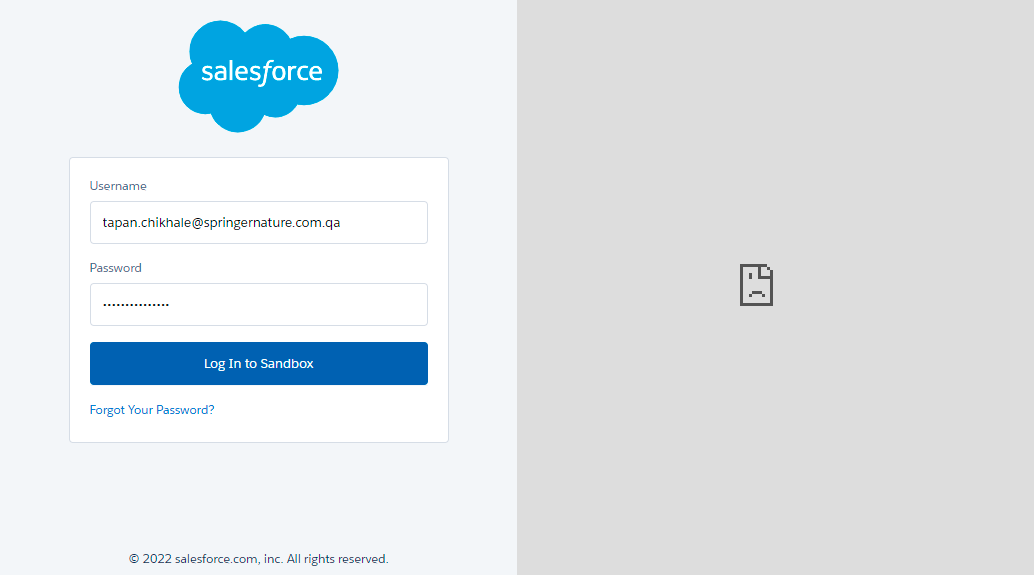 salesforce
Username
tapan.chikhale@springernature.com.qa
Password
Log In to Sandbox
Forgot Your Password?
© 2022 salesforce.com, inc. All rights reserved.